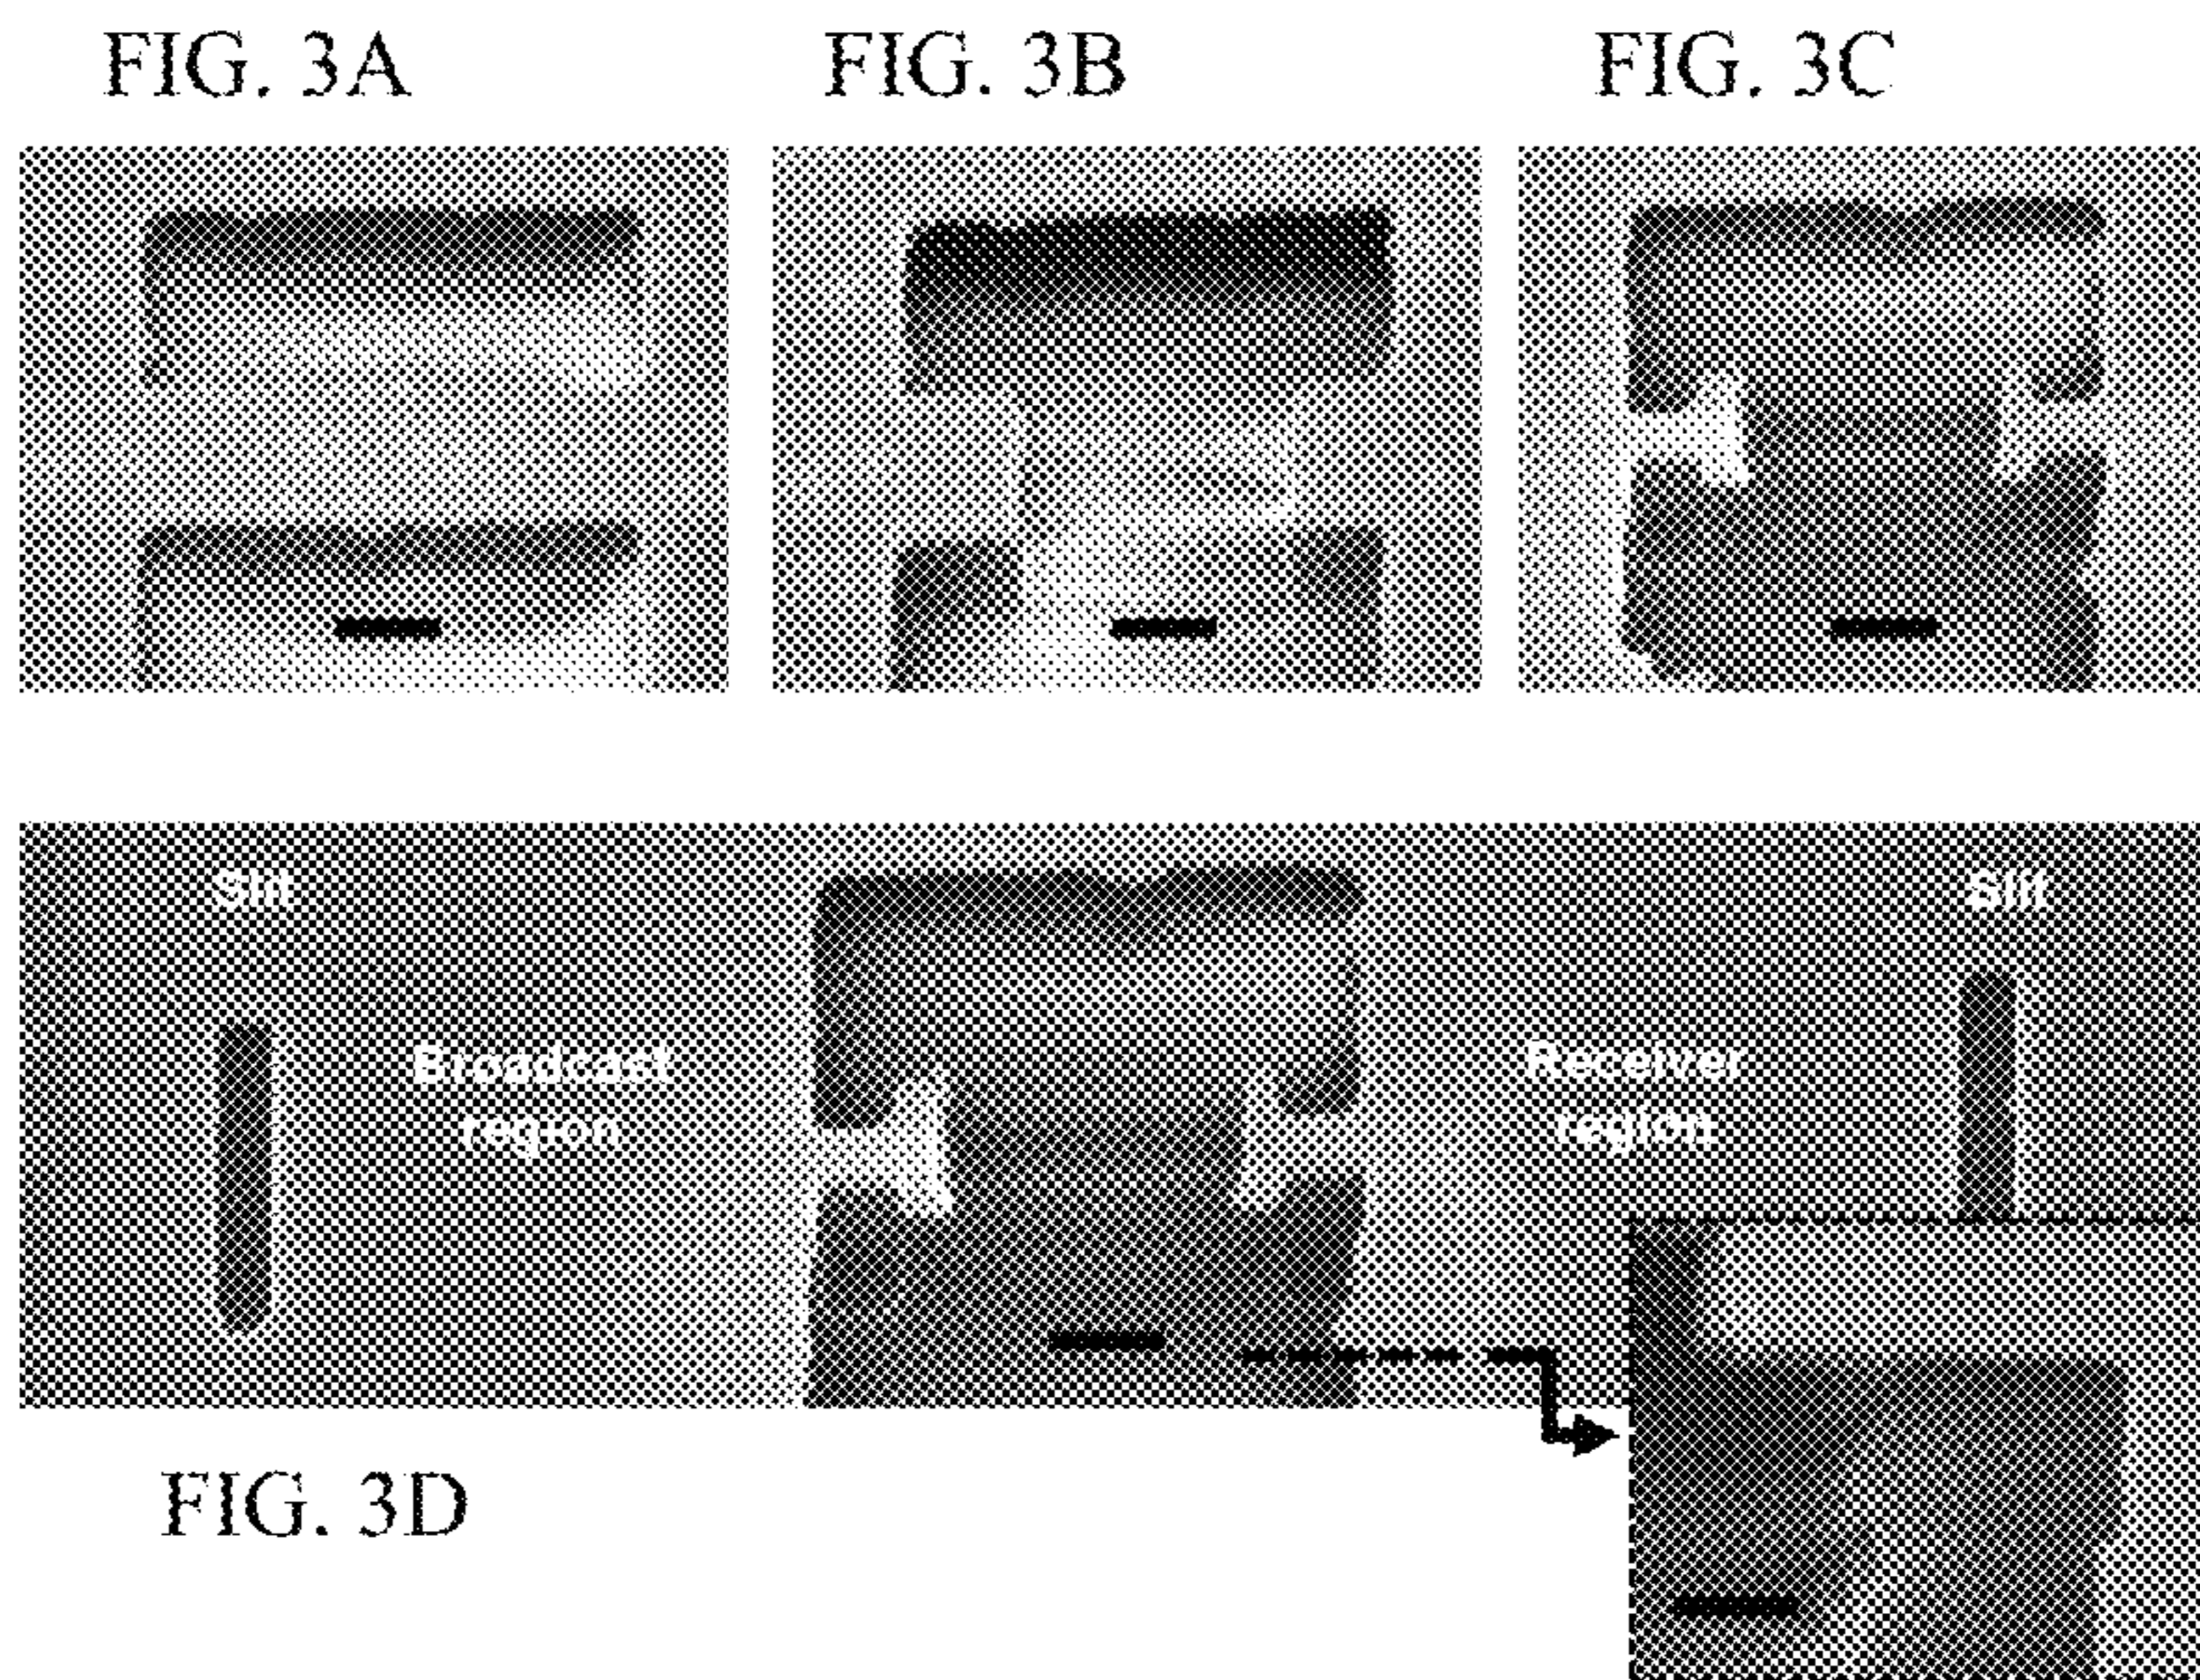 FIG. 3A
FIG. 3B
FIG. 3C
Slit
Slit
Broadcast
region
Receiver
region
FIG. 3D